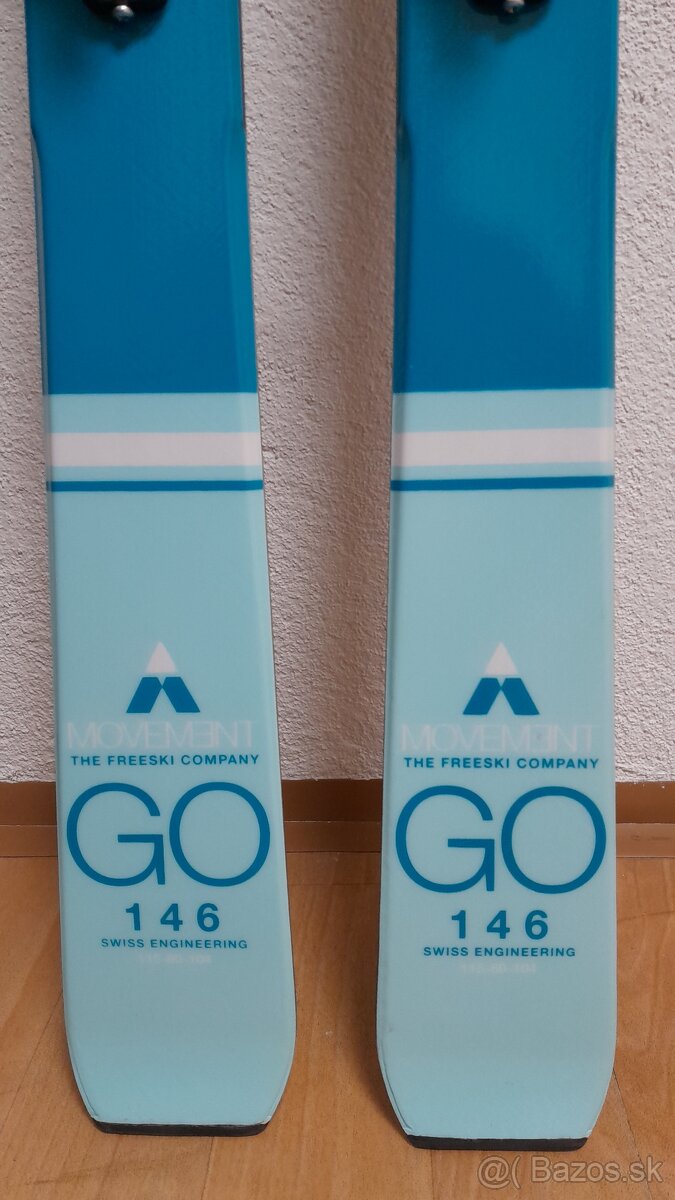 MOVEMENT
THE FREESKI COMPANY
GO
146
SWISS ENGINEERING
MOVEMENT
THE FREESKI COMPANY
GO
146
SWISS ENGINEERING
@( Bazos.sk